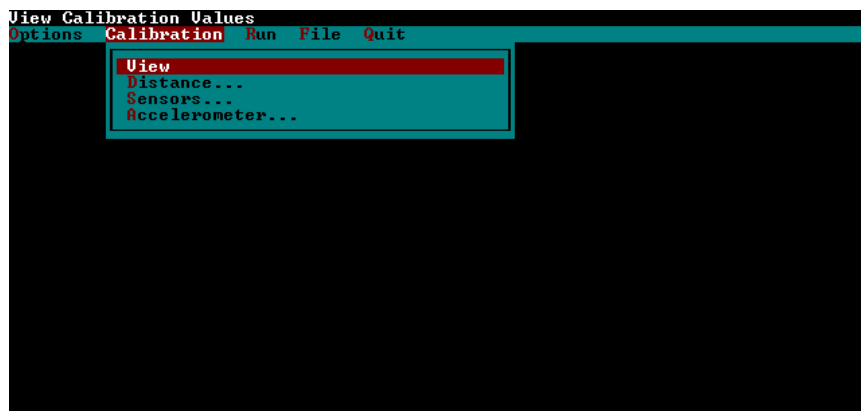 View Calibration Values
Options Calibration Run File Quit
View
Distance...
Sensors...
Accelerometer...